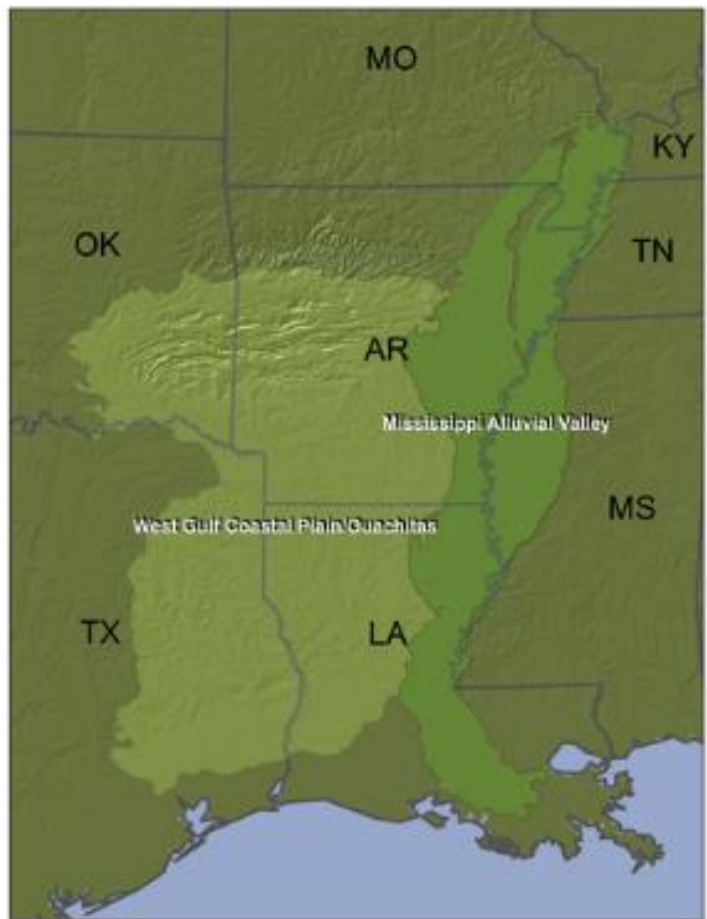 MO
KY
OK
TN
AR
Mississippi Alluvial Valley
MS
West Gulf Coastal Plain/Ouachitas
TX
LA